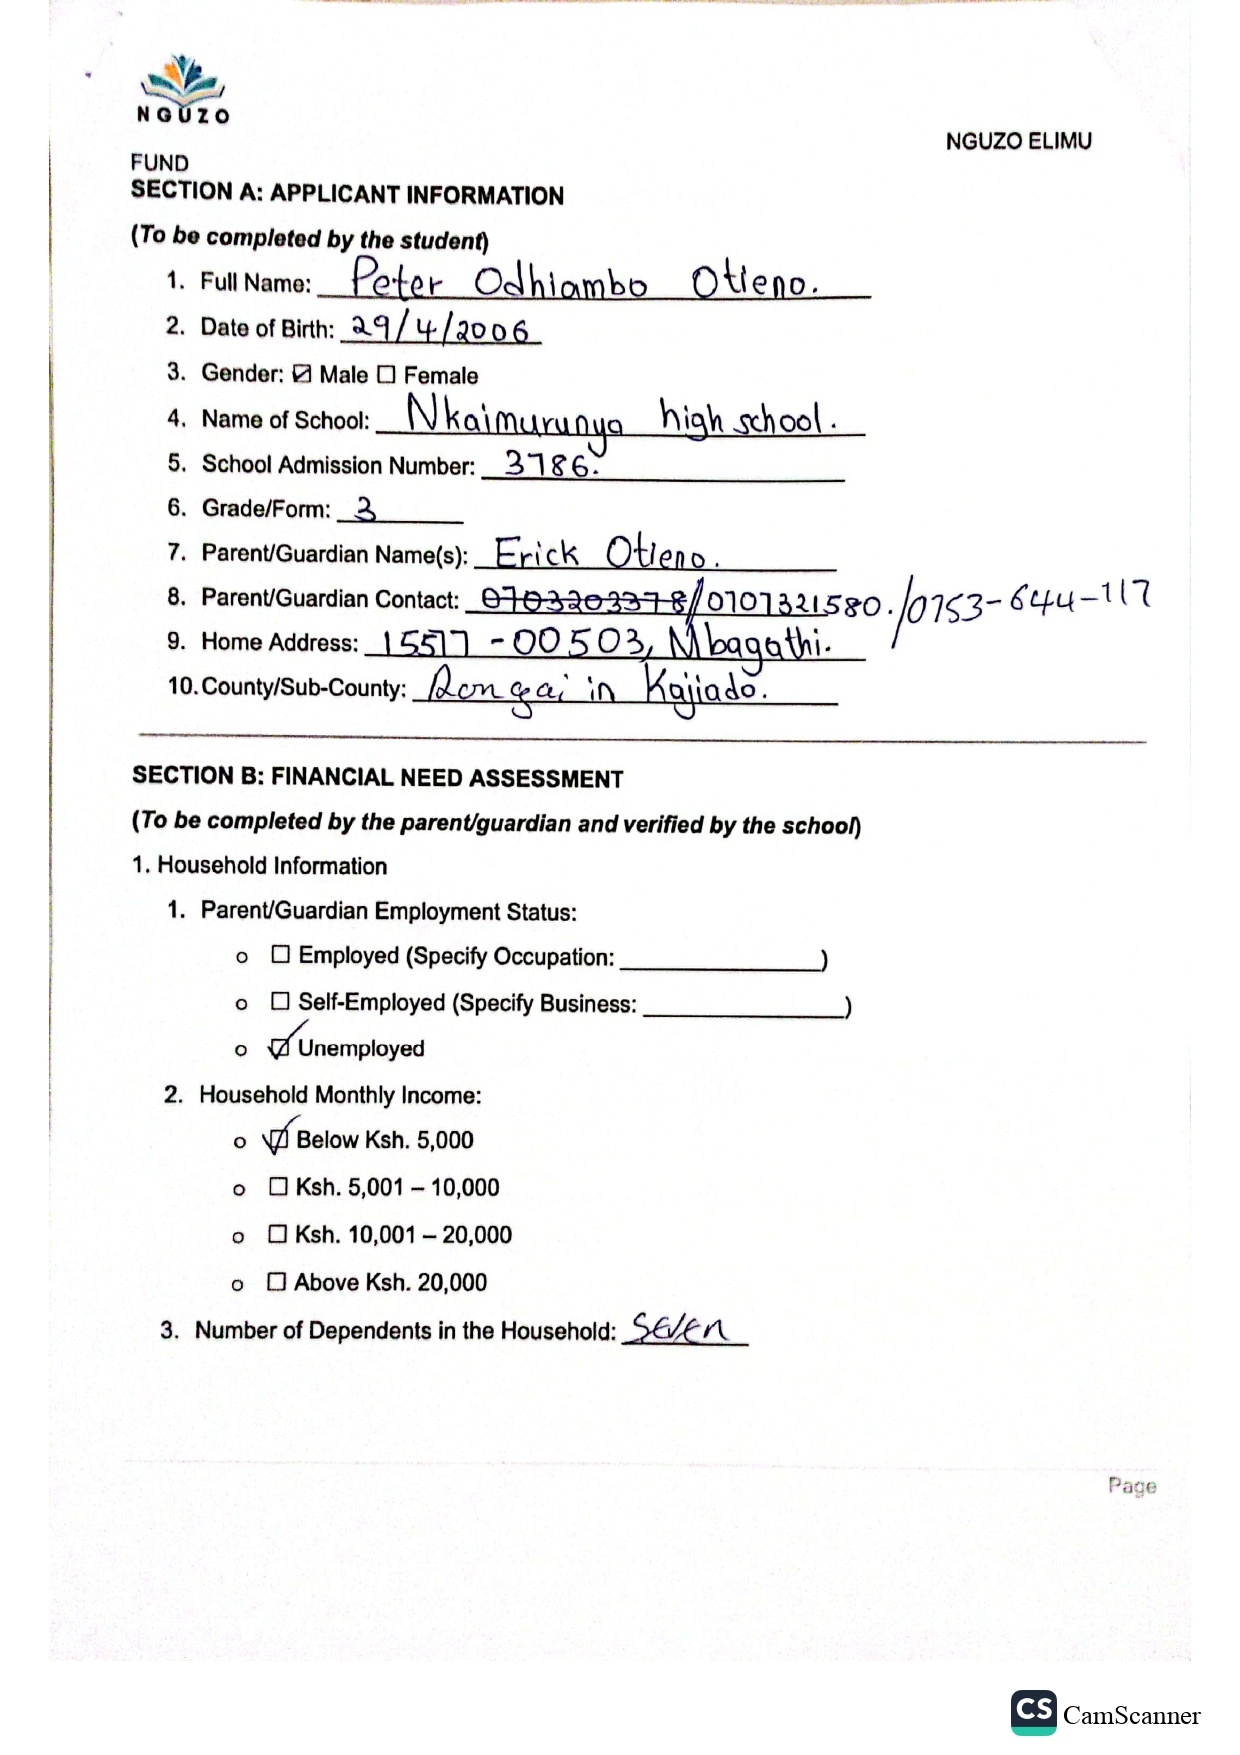 NGUZO
NGUZO ELIMU
FUND
SECTION A: APPLICANT INFORMATION
(To be completed by the student)
1. Full Name: Peter Odhiambo Otieno.
2. Date of Birth: 29/4/2006
3. Gender: ☑ Male ☐ Female
4. Name of School: Nkaimurunya high school.
5. School Admission Number: 3786.
6. Grade/Form: 3
7. Parent/Guardian Name(s): Erick Otieno.
8. Parent/Guardian Contact: 0703203378/0707321580./0753-644-117
9. Home Address: 15517-00503, Mbagathi.
10. County/Sub-County: Rongai in Kajiado.
SECTION B: FINANCIAL NEED ASSESSMENT
(To be completed by the parent/guardian and verified by the school)
1. Household Information
1. Parent/Guardian Employment Status:
o ☐ Employed (Specify Occupation: ____________)
o ☐ Self-Employed (Specify Business: ____________)
o ☑ Unemployed
2. Household Monthly Income:
o ☑ Below Ksh. 5,000
o ☐ Ksh. 5,001 – 10,000
o ☐ Ksh. 10,001 – 20,000
o ☐ Above Ksh. 20,000
3. Number of Dependents in the Household: Seven
Page
CS CamScanner